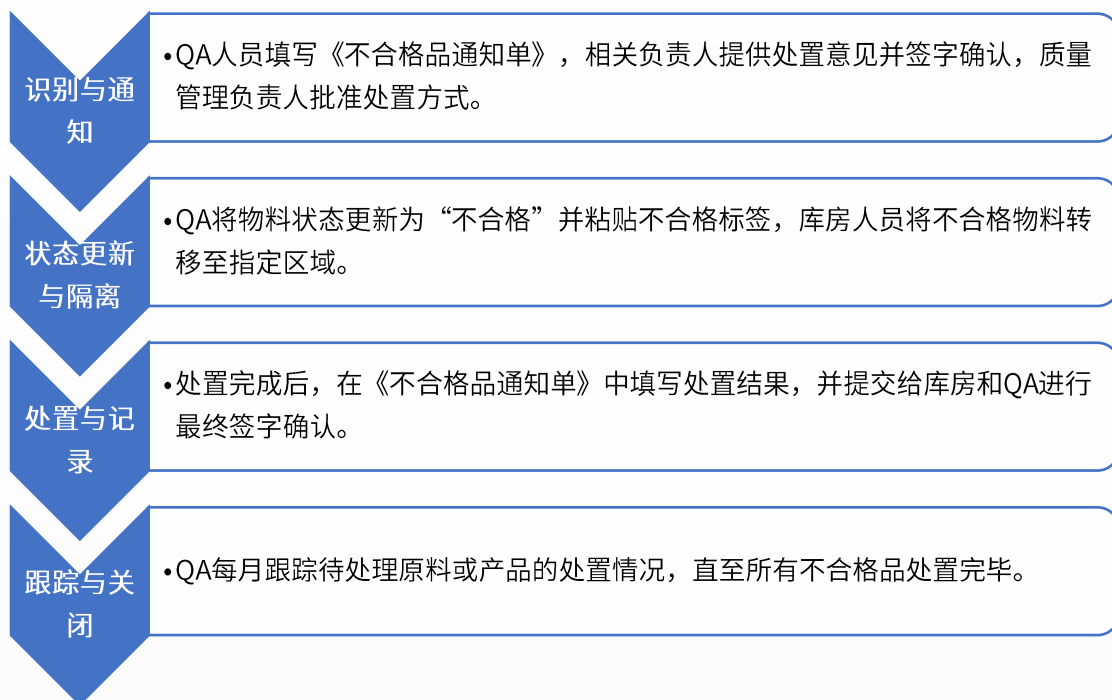 识别与通
知
•QA人员填写《不合格品通知单》，相关负责人提供处置意见并签字确认，质量
管理负责人批准处置方式。
状态更新
与隔离
•QA将物料状态更新为“不合格”并粘贴不合格标签，库房人员将不合格物料转
移至指定区域。
处置与记
录
•处置完成后，在《不合格品通知单》中填写处置结果，并提交给库房和QA进行
最终签字确认。
跟踪与关
闭
•QA每月跟踪待处理原料或产品的处置情况，直至所有不合格品处置完毕。